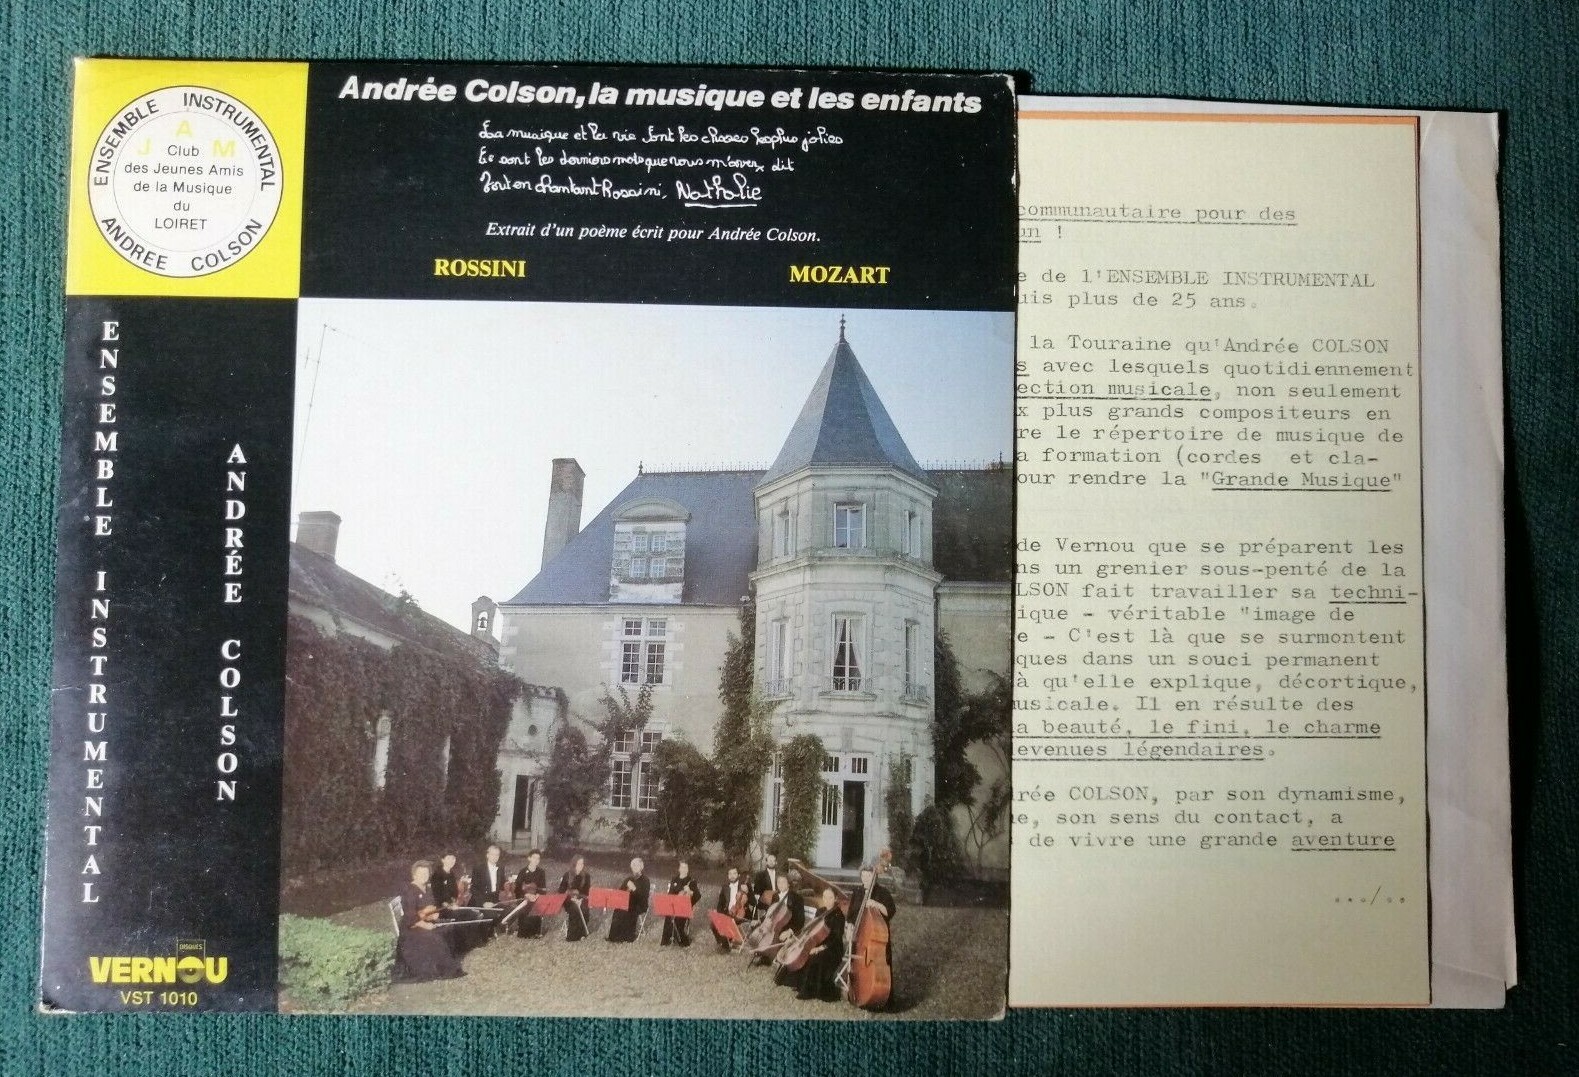 Andrée Colson, la musique et les enfants
La musique et la vie sont les choses les plus jolies
Ce sont les derniers mots que vous m'avez dit
Tout en chantant Rossini, Nathalie
Extrait d'un poème écrit pour Andrée Colson.
ROSSINI MOZART
ENSEMBLE INSTRUMENTAL
ANDREE COLSON
J A M
Club
des Jeunes Amis
de la Musique
du
LOIRET
ENSEMBLE INSTRUMENTAL
ANDRÉE COLSON
DISQUES
VERNOU
VST 1010
communautaire pour des
on !
e de l'ENSEMBLE INSTRUMENTAL
uis plus de 25 ans.
la Touraine qu'Andrée COLSON
s avec lesquels quotidiennement
ection musicale, non seulement
x plus grands compositeurs en
re le répertoire de musique de
a formation (cordes et cla-
our rendre la "Grande Musique"
de Vernou que se préparent les
ns un grenier sous-penté de la
LSON fait travailler sa techni-
ique - véritable "image de
e - C'est là que se surmontent
ques dans un souci permanent
à qu'elle explique, décortique,
usicale. Il en résulte des
a beauté, le fini, le charme
evenues légendaires.
rée COLSON, par son dynamisme,
e, son sens du contact, a
de vivre une grande aventure
.../..